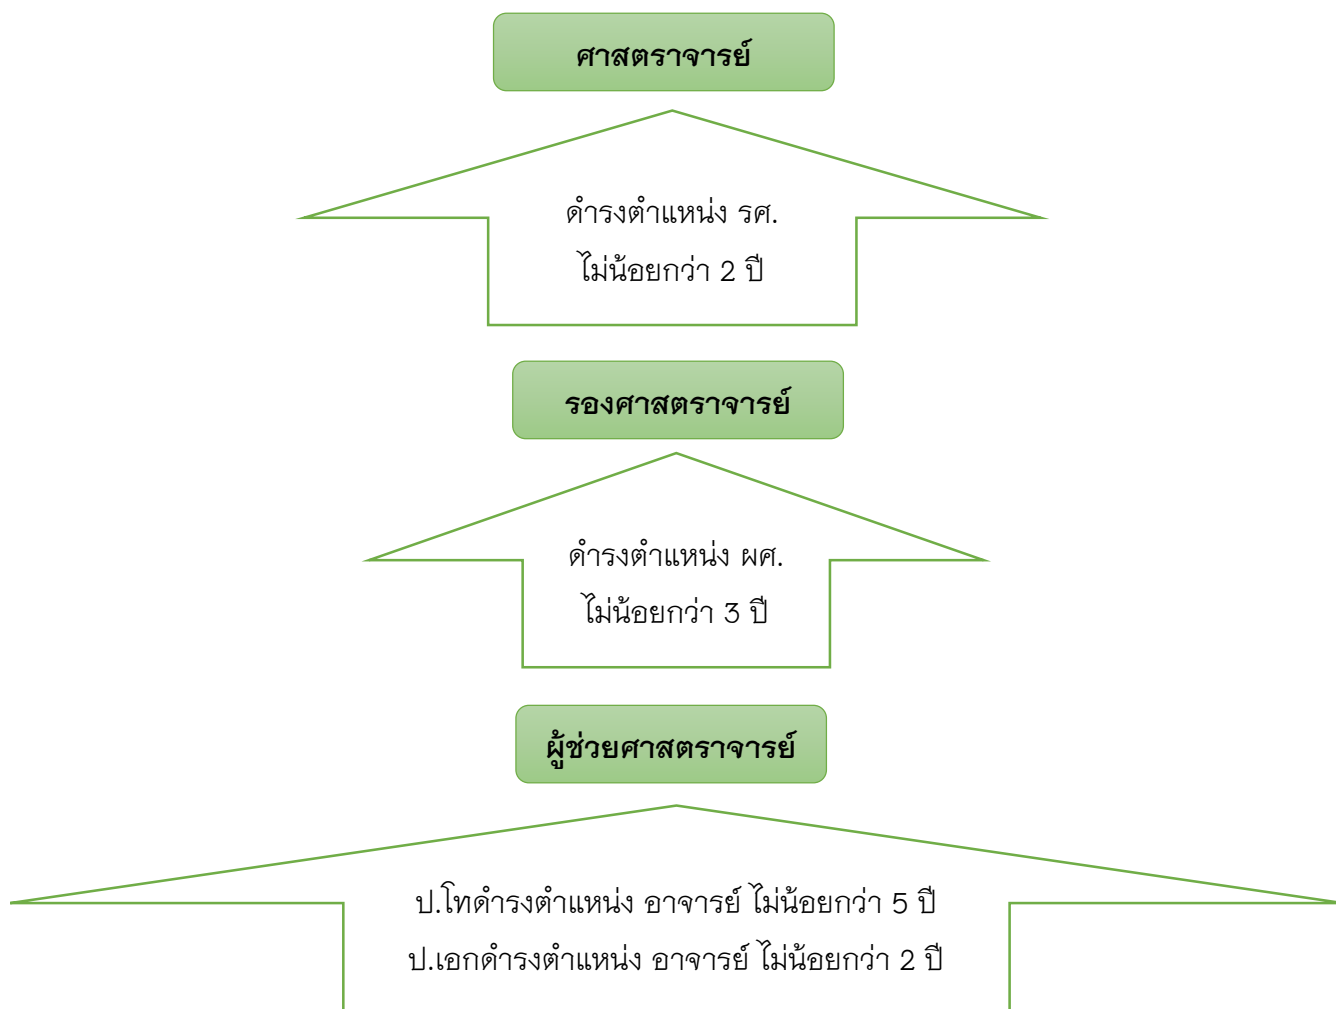 ศาสตราจารย์
ดำรงตำแหน่ง รศ.
ไม่น้อยกว่า 2 ปี
รองศาสตราจารย์
ดำรงตำแหน่ง ผศ.
ไม่น้อยกว่า 3 ปี
ผู้ช่วยศาสตราจารย์
ป.โทดำรงตำแหน่ง อาจารย์ ไม่น้อยกว่า 5 ปี
ป.เอกดำรงตำแหน่ง อาจารย์ ไม่น้อยกว่า 2 ปี